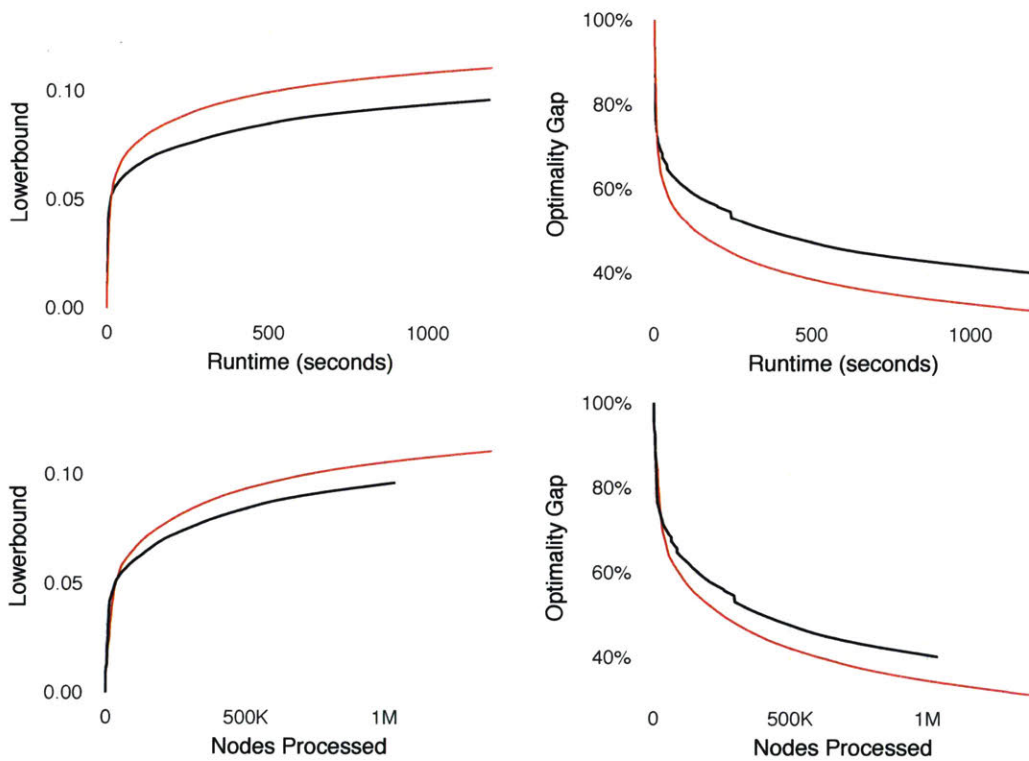 Lowerbound
0.10
0.05
0.00
0 500 1000
Runtime (seconds)
Optimality Gap
100%
80%
60%
40%
0 500 1000
Runtime (seconds)
Lowerbound
0.10
0.05
0.00
0 500K 1M
Nodes Processed
Optimality Gap
100%
80%
60%
40%
0 500K 1M
Nodes Processed